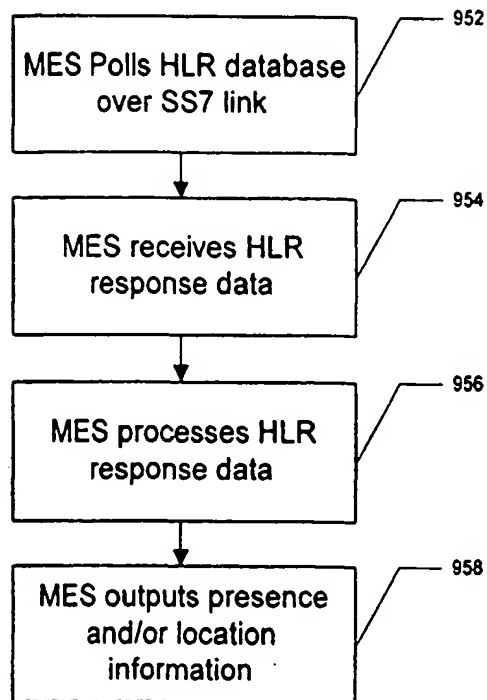 952
MES Polls HLR database
over SS7 link
954
MES receives HLR
response data
956
MES processes HLR
response data
958
MES outputs presence
and/or location
information